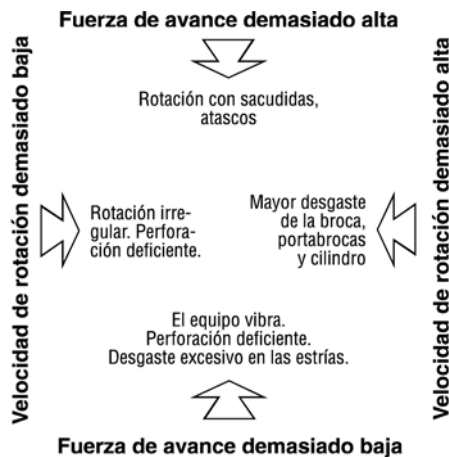 Fuerza de avance demasiado alta
Rotación con sacudidas,
atascos
Velocidad de rotación demasiado baja
Rotación irre-
gular. Perfora-
ción deficiente.
Mayor desgaste
de la broca,
portabrocas
y cilindro
Velocidad de rotación demasiado alta
El equipo vibra.
Perforación deficiente.
Desgaste excesivo en las estrías.
Fuerza de avance demasiado baja